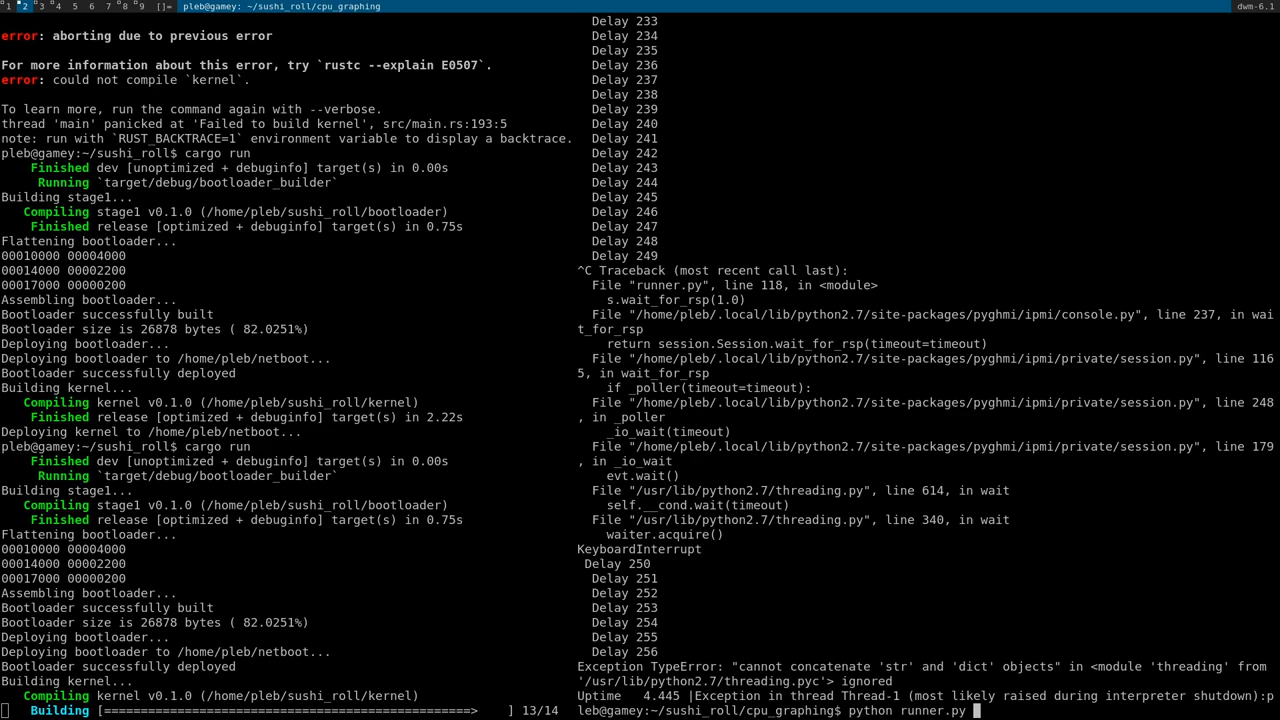 1 2 3 4 5 6 7 8 9 []= pleb@gamey: ~/sushi_roll/cpu_graphing dwm-6.1
error: aborting due to previous error
For more information about this error, try `rustc --explain E0507`.
error: could not compile `kernel`.
To learn more, run the command again with --verbose.
thread 'main' panicked at 'Failed to build kernel', src/main.rs:193:5
note: run with `RUST_BACKTRACE=1` environment variable to display a backtrace.
pleb@gamey:~/sushi_roll$ cargo run
Finished dev [unoptimized + debuginfo] target(s) in 0.00s
Running `target/debug/bootloader_builder`
Building stage1...
Compiling stage1 v0.1.0 (/home/pleb/sushi_roll/bootloader)
Finished release [optimized + debuginfo] target(s) in 0.75s
Flattening bootloader...
00010000 00004000
00014000 00002200
00017000 00000200
Assembling bootloader...
Bootloader successfully built
Bootloader size is 26878 bytes ( 82.0251%)
Deploying bootloader...
Deploying bootloader to /home/pleb/netboot...
Bootloader successfully deployed
Building kernel...
Compiling kernel v0.1.0 (/home/pleb/sushi_roll/kernel)
Finished release [optimized + debuginfo] target(s) in 2.22s
Deploying kernel to /home/pleb/netboot...
pleb@gamey:~/sushi_roll$ cargo run
Finished dev [unoptimized + debuginfo] target(s) in 0.00s
Running `target/debug/bootloader_builder`
Building stage1...
Compiling stage1 v0.1.0 (/home/pleb/sushi_roll/bootloader)
Finished release [optimized + debuginfo] target(s) in 0.75s
Flattening bootloader...
00010000 00004000
00014000 00002200
00017000 00000200
Assembling bootloader...
Bootloader successfully built
Bootloader size is 26878 bytes ( 82.0251%)
Deploying bootloader...
Deploying bootloader to /home/pleb/netboot...
Bootloader successfully deployed
Building kernel...
Compiling kernel v0.1.0 (/home/pleb/sushi_roll/kernel)
Building [==================================================> ] 13/14
Delay 233
Delay 234
Delay 235
Delay 236
Delay 237
Delay 238
Delay 239
Delay 240
Delay 241
Delay 242
Delay 243
Delay 244
Delay 245
Delay 246
Delay 247
Delay 248
Delay 249
^C Traceback (most recent call last):
File "runner.py", line 118, in <module>
s.wait_for_rsp(1.0)
File "/home/pleb/.local/lib/python2.7/site-packages/pyghmi/ipmi/console.py", line 237, in wai
t_for_rsp
return session.Session.wait_for_rsp(timeout=timeout)
File "/home/pleb/.local/lib/python2.7/site-packages/pyghmi/ipmi/private/session.py", line 116
5, in wait_for_rsp
if _poller(timeout=timeout):
File "/home/pleb/.local/lib/python2.7/site-packages/pyghmi/ipmi/private/session.py", line 248
, in _poller
_io_wait(timeout)
File "/home/pleb/.local/lib/python2.7/site-packages/pyghmi/ipmi/private/session.py", line 179
, in _io_wait
evt.wait()
File "/usr/lib/python2.7/threading.py", line 614, in wait
self.__cond.wait(timeout)
File "/usr/lib/python2.7/threading.py", line 340, in wait
waiter.acquire()
KeyboardInterrupt
Delay 250
Delay 251
Delay 252
Delay 253
Delay 254
Delay 255
Delay 256
Exception TypeError: "cannot concatenate 'str' and 'dict' objects" in <module 'threading' from
'/usr/lib/python2.7/threading.pyc'> ignored
Uptime 4.445 |Exception in thread Thread-1 (most likely raised during interpreter shutdown):p
leb@gamey:~/sushi_roll/cpu_graphing$ python runner.py